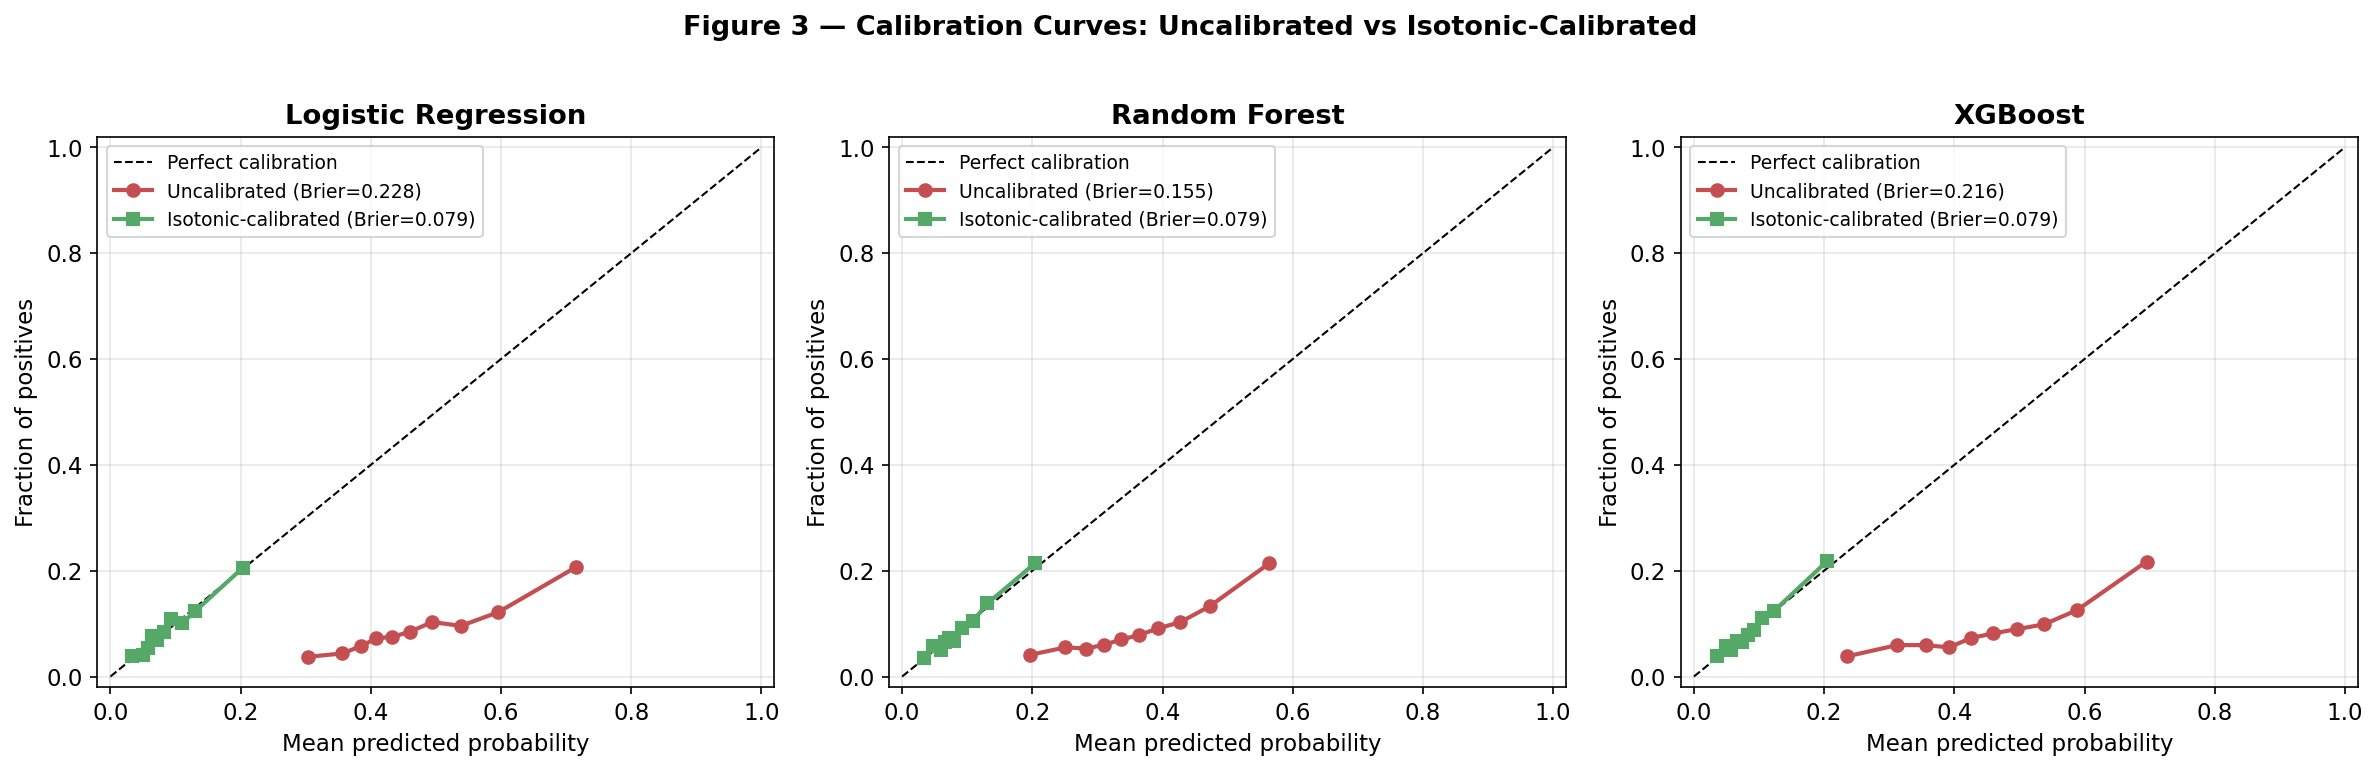 Figure 3 — Calibration Curves: Uncalibrated vs Isotonic-Calibrated
Logistic Regression
1.0
0.8
0.6
0.4
0.2
0.0
Fraction of positives
Perfect calibration
Uncalibrated (Brier=0.228)
Isotonic-calibrated (Brier=0.079)
0.0 0.2 0.4 0.6 0.8 1.0
Mean predicted probability
Random Forest
1.0
0.8
0.6
0.4
0.2
0.0
Fraction of positives
Perfect calibration
Uncalibrated (Brier=0.155)
Isotonic-calibrated (Brier=0.079)
0.0 0.2 0.4 0.6 0.8 1.0
Mean predicted probability
XGBoost
1.0
0.8
0.6
0.4
0.2
0.0
Fraction of positives
Perfect calibration
Uncalibrated (Brier=0.216)
Isotonic-calibrated (Brier=0.079)
0.0 0.2 0.4 0.6 0.8 1.0
Mean predicted probability